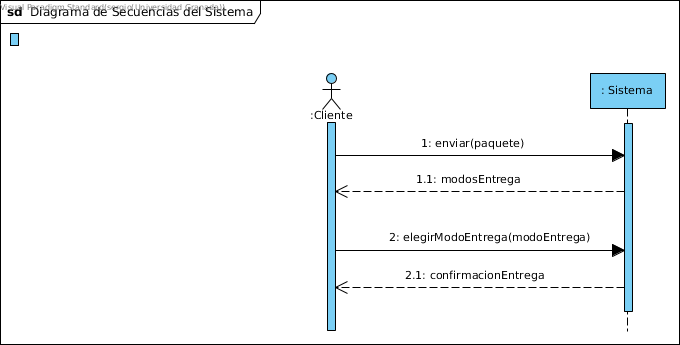 Visual Paradigm Standard(sergio(Universidad Granada))
sd Diagrama de Secuencias del Sistema
: Sistema
:Cliente
1: enviar(paquete)
1.1: modosEntrega
2: elegirModoEntrega(modoEntrega)
2.1: confirmacionEntrega